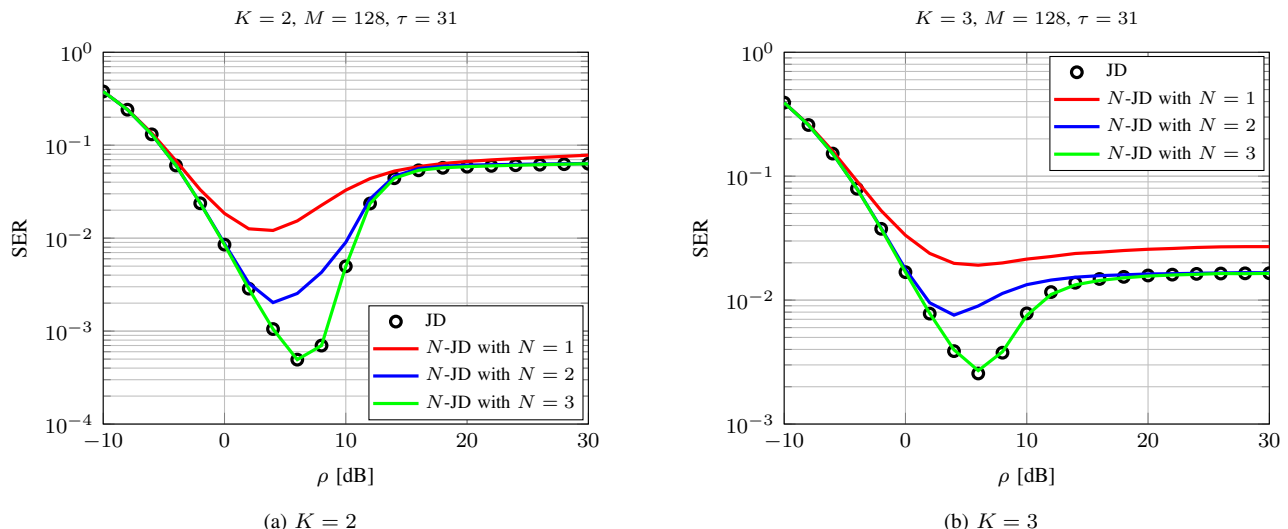 K = 2, M = 128, τ = 31
10^0
10^−1
10^−2
10^−3
10^−4
SER
JD
N-JD with N = 1
N-JD with N = 2
N-JD with N = 3
−10
0
10
20
30
ρ [dB]
(a) K = 2
K = 3, M = 128, τ = 31
10^0
10^−1
10^−2
10^−3
SER
JD
N-JD with N = 1
N-JD with N = 2
N-JD with N = 3
−10
0
10
20
30
ρ [dB]
(b) K = 3